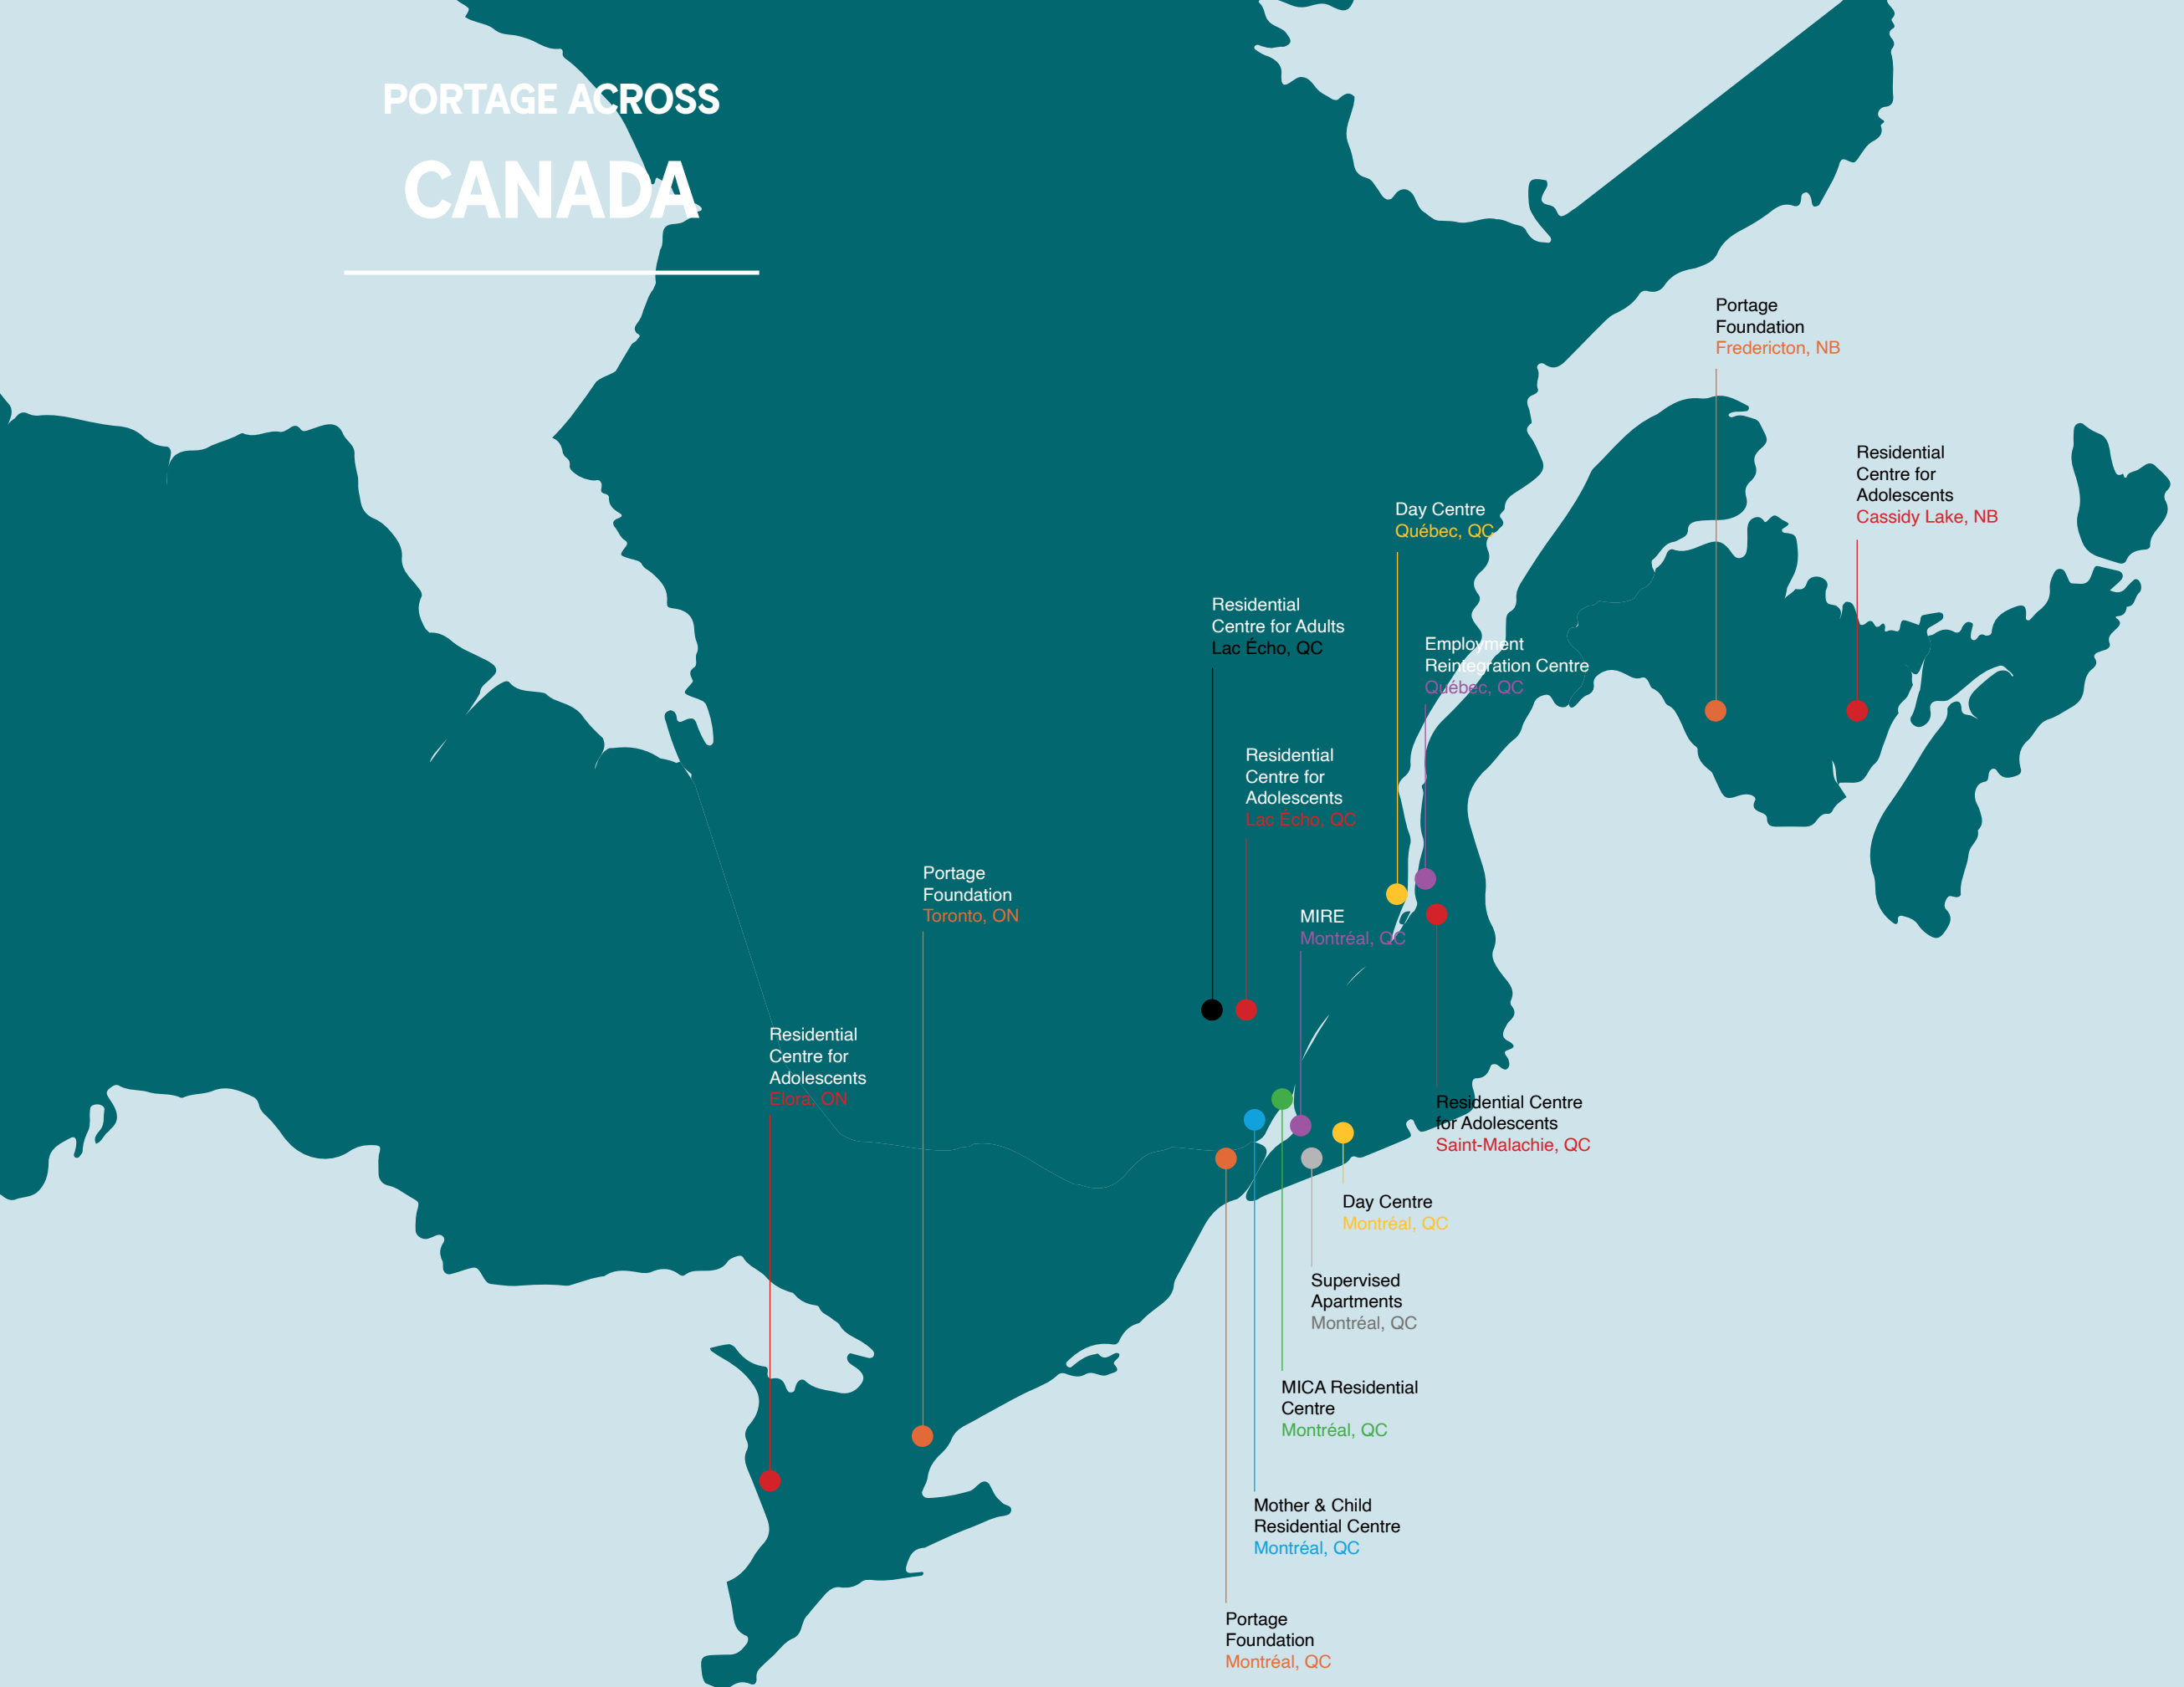 PORTAGE ACROSS
CANADA
Portage
Foundation
Fredericton, NB
Residential
Centre for
Adolescents
Cassidy Lake, NB
Day Centre
Québec, QC
Residential
Centre for Adults
Lac Écho, QC
Employment
Reintegration Centre
Québec, QC
Residential
Centre for
Adolescents
Lac Écho, QC
Portage
Foundation
Toronto, ON
MIRE
Montréal, QC
Residential
Centre for
Adolescents
Elora, ON
Residential Centre
for Adolescents
Saint-Malachie, QC
Day Centre
Montréal, QC
Supervised
Apartments
Montréal, QC
MICA Residential
Centre
Montréal, QC
Mother & Child
Residential Centre
Montréal, QC
Portage
Foundation
Montréal, QC